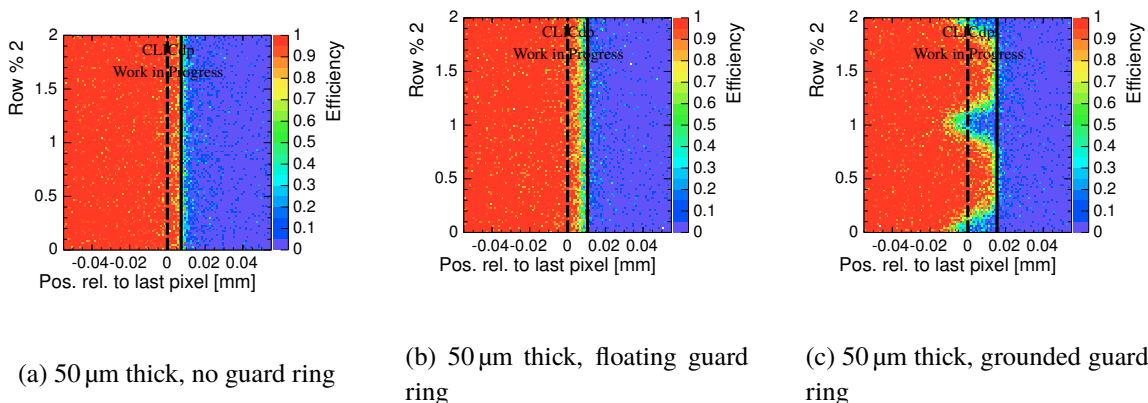 CLICdp
Work in Progress
Row % 2
2
1.5
1
0.5
0
-0.04 -0.02 0 0.02 0.04
Pos. rel. to last pixel [mm]
1
0.9
0.8
0.7
0.6
0.5
0.4
0.3
0.2
0.1
0
Efficiency
(a) 50 µm thick, no guard ring
CLICdp
Work in Progress
Row % 2
2
1.5
1
0.5
0
-0.04 -0.02 0 0.02 0.04
Pos. rel. to last pixel [mm]
1
0.9
0.8
0.7
0.6
0.5
0.4
0.3
0.2
0.1
0
Efficiency
(b) 50 µm thick, floating guard
ring
CLICdp
Work in Progress
Row % 2
2
1.5
1
0.5
0
-0.04 -0.02 0 0.02 0.04
Pos. rel. to last pixel [mm]
1
0.9
0.8
0.7
0.6
0.5
0.4
0.3
0.2
0.1
0
Efficiency
(c) 50 µm thick, grounded guard
ring